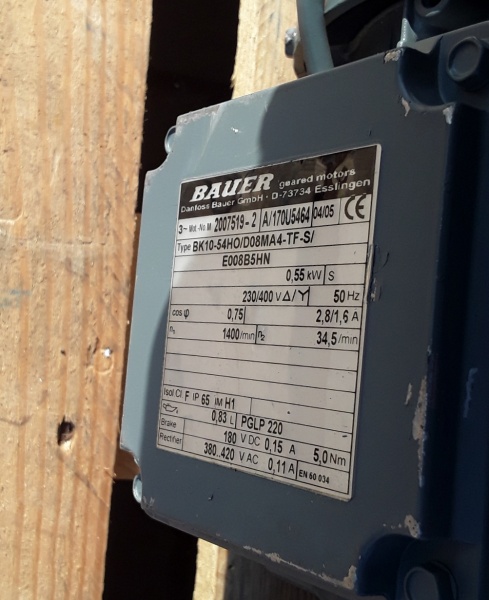 BAUER geared motors
Danfoss Bauer GmbH · D-73734 Esslingen
3~ Mot.-No. M 2007519-2 A/170U5464 04/05 CE
Type BK10-54HO/D08MA4-TF-S/
E008B5HN
0,55 kW S
230/400 V Δ/Y 50 Hz
cos φ 0,75 2,8/1,6 A
n₁ 1400/min n₂ 34,5/min
Isol Cl F IP 65 IM H1
0,83 L PGLP 220
Brake 180 V DC 0,15 A 5,0 Nm
Rectifier 380..420 V AC 0,11 A EN 60 034